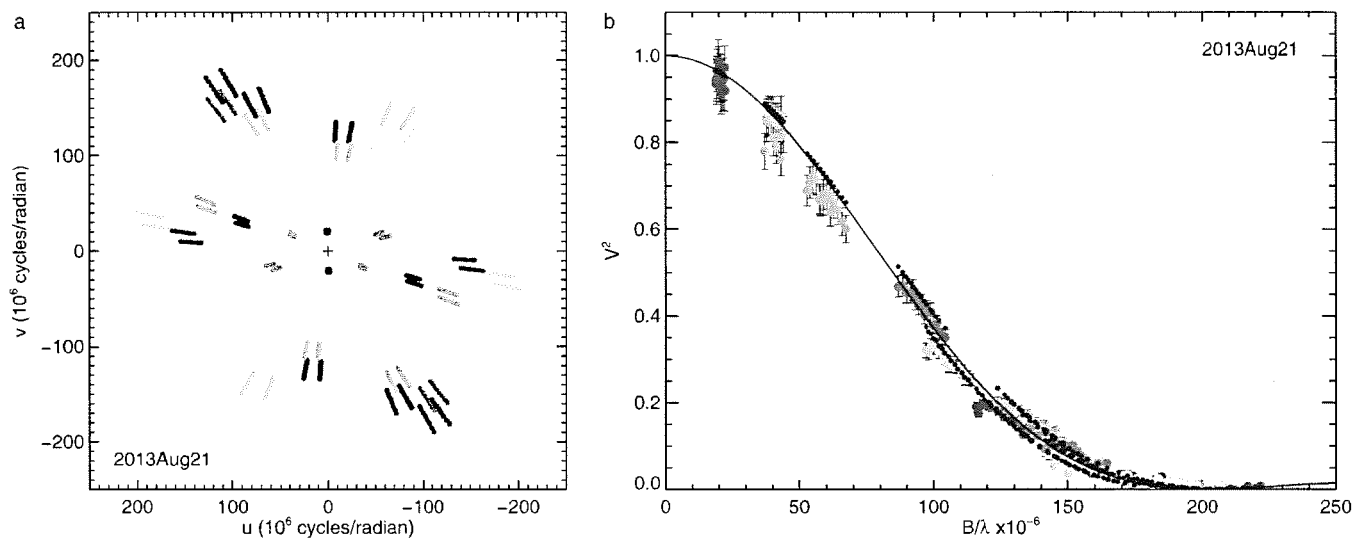 a
200
100
0
−100
−200
v (10⁶ cycles/radian)
2013Aug21
200 100 0 −100 −200
u (10⁶ cycles/radian)
b
2013Aug21
1.0
0.8
0.6
0.4
0.2
0.0
V²
0 50 100 150 200 250
B/λ x10⁻⁶